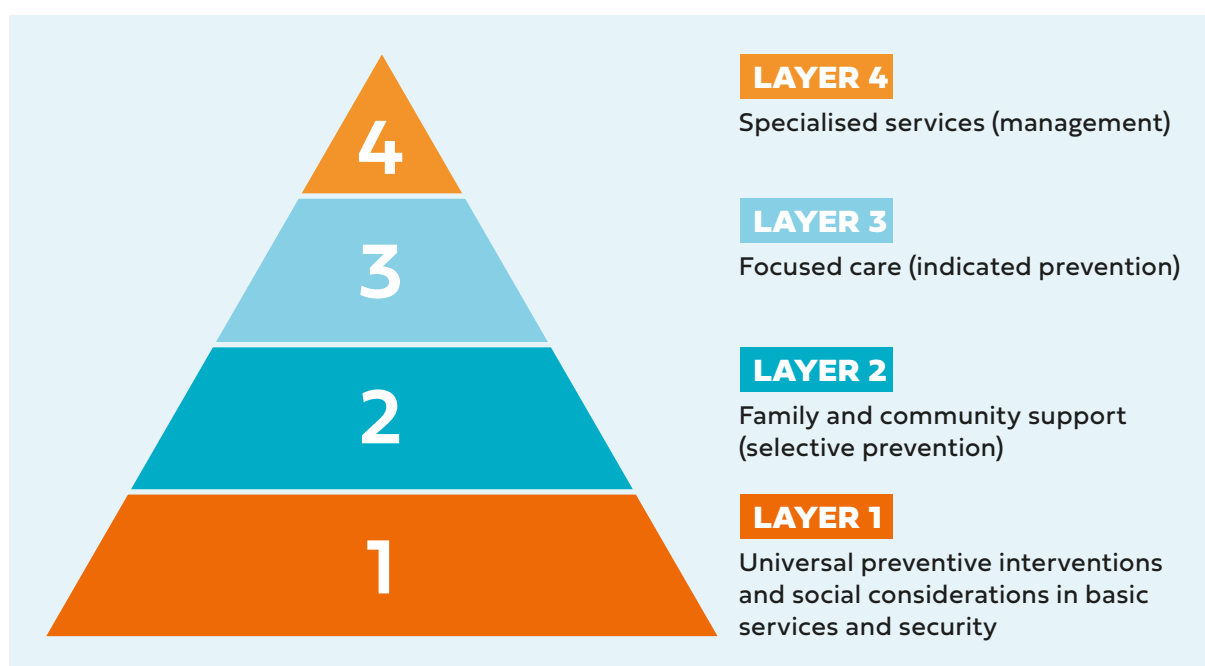 4
3
2
1
LAYER 4
Specialised services (management)
LAYER 3
Focused care (indicated prevention)
LAYER 2
Family and community support
(selective prevention)
LAYER 1
Universal preventive interventions
and social considerations in basic
services and security